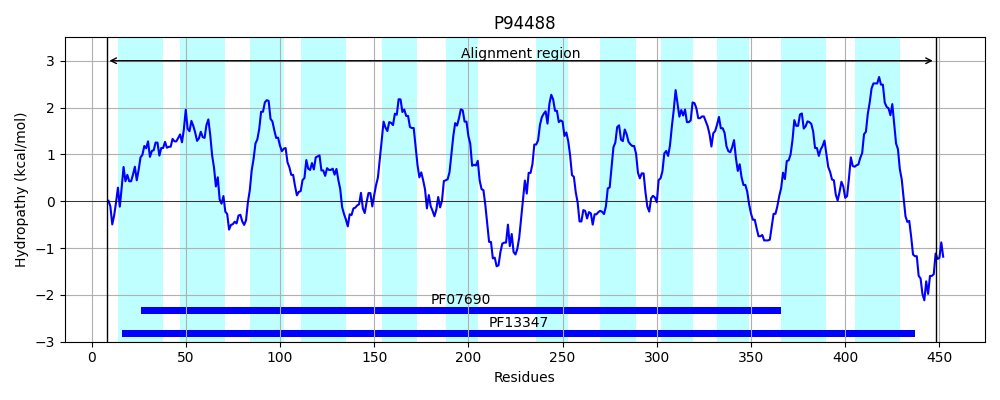 P94488
Alignment region
Hydropathy (kcal/mol)
3
2
1
0
−1
−2
−3
PF07690
PF13347
0 50 100 150 200 250 300 350 400 450
Residues